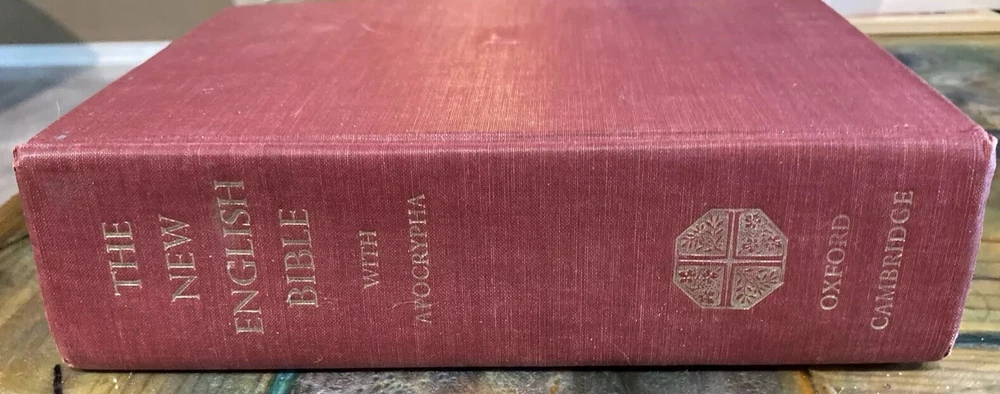 THE
NEW
ENGLISH
BIBLE
WITH
APOCRYPHA
OXFORD
CAMBRIDGE